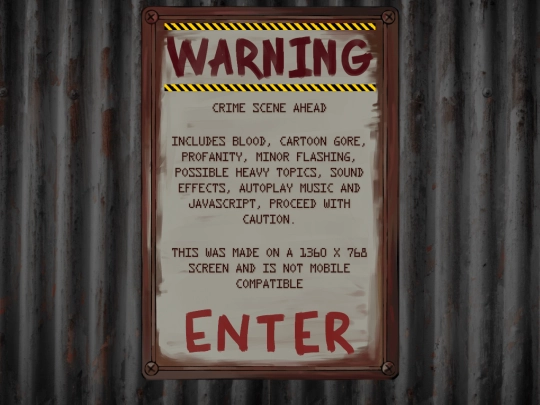 WARNING
CRIME SCENE AHEAD
INCLUDES BLOOD, CARTOON GORE,
PROFANITY, MINOR FLASHING,
POSSIBLE HEAVY TOPICS, SOUND
EFFECTS, AUTOPLAY MUSIC AND
JAVASCRIPT, PROCEED WITH
CAUTION.
THIS WAS MADE ON A 1360 X 768
SCREEN AND IS NOT MOBILE
COMPATIBLE
ENTER